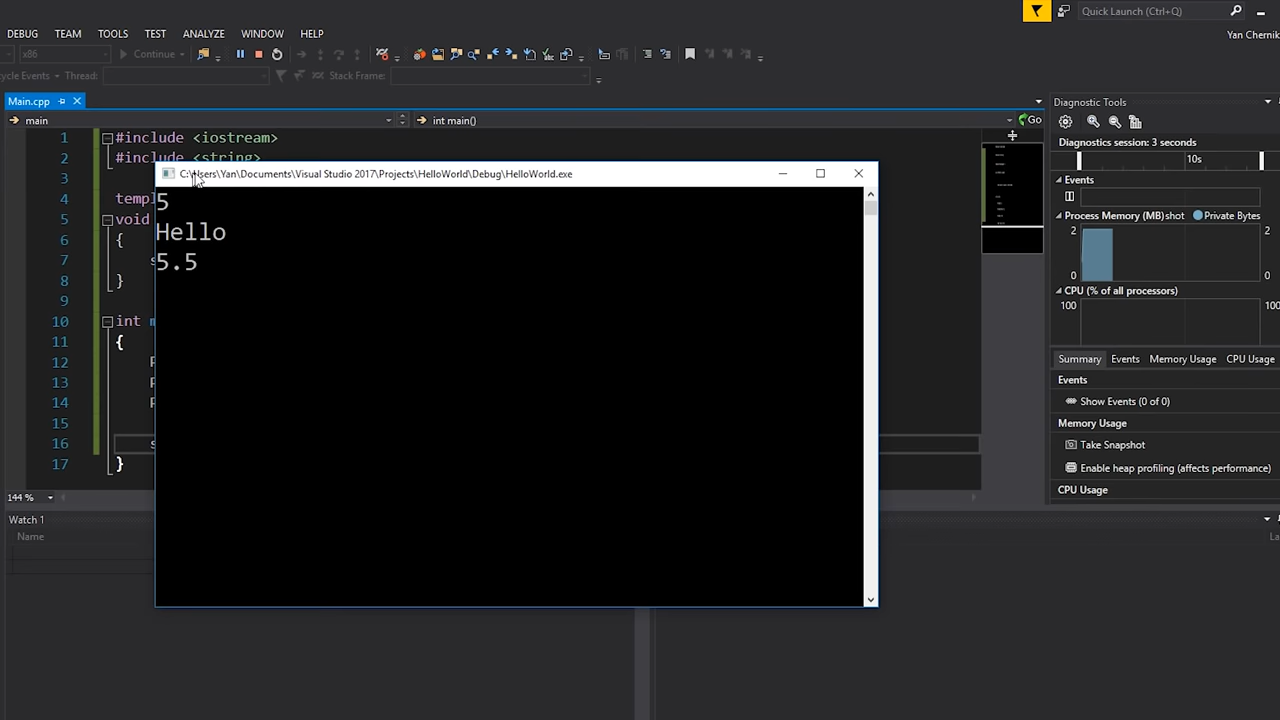 Quick Launch (Ctrl+Q)
DEBUG TEAM TOOLS TEST ANALYZE WINDOW HELP
Yan Chernik
x86 Continue
cycle Events Thread: Stack Frame:
Main.cpp
Diagnostic Tools
main int main() Go
1 #include <iostream>
2 #include <string>
3
4 templ
5 void
6 {
7 s
8 }
9
10 int m
11 {
12 P
13 P
14 P
15
16 s
17 }
C:\Users\Yan\Documents\Visual Studio 2017\Projects\HelloWorld\Debug\HelloWorld.exe
5
Hello
5.5
Diagnostics session: 3 seconds
10s
Events
Process Memory (MB) shot Private Bytes
2 2
0 0
CPU (% of all processors)
100 100
Summary Events Memory Usage CPU Usage
Events
Show Events (0 of 0)
Memory Usage
Take Snapshot
Enable heap profiling (affects performance)
CPU Usage
144 %
Watch 1
Name
La